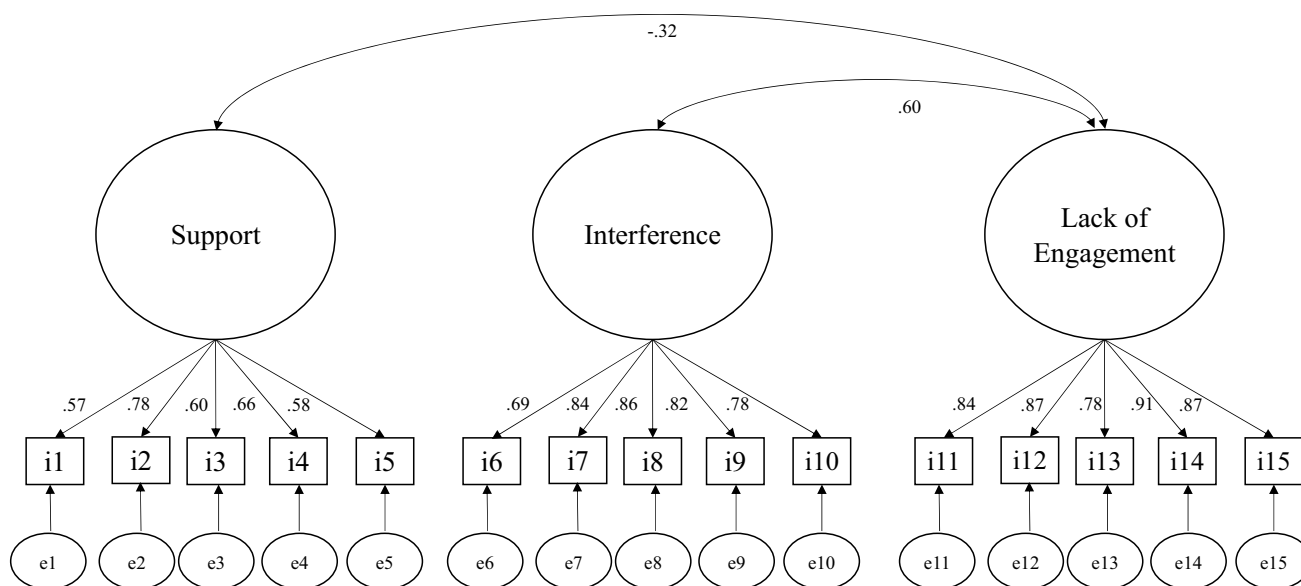 -.32
.60
Support
Interference
Lack of
Engagement
.57 .78 .60 .66 .58
.69 .84 .86 .82 .78
.84 .87 .78 .91 .87
i1 i2 i3 i4 i5 i6 i7 i8 i9 i10 i11 i12 i13 i14 i15
e1 e2 e3 e4 e5 e6 e7 e8 e9 e10 e11 e12 e13 e14 e15